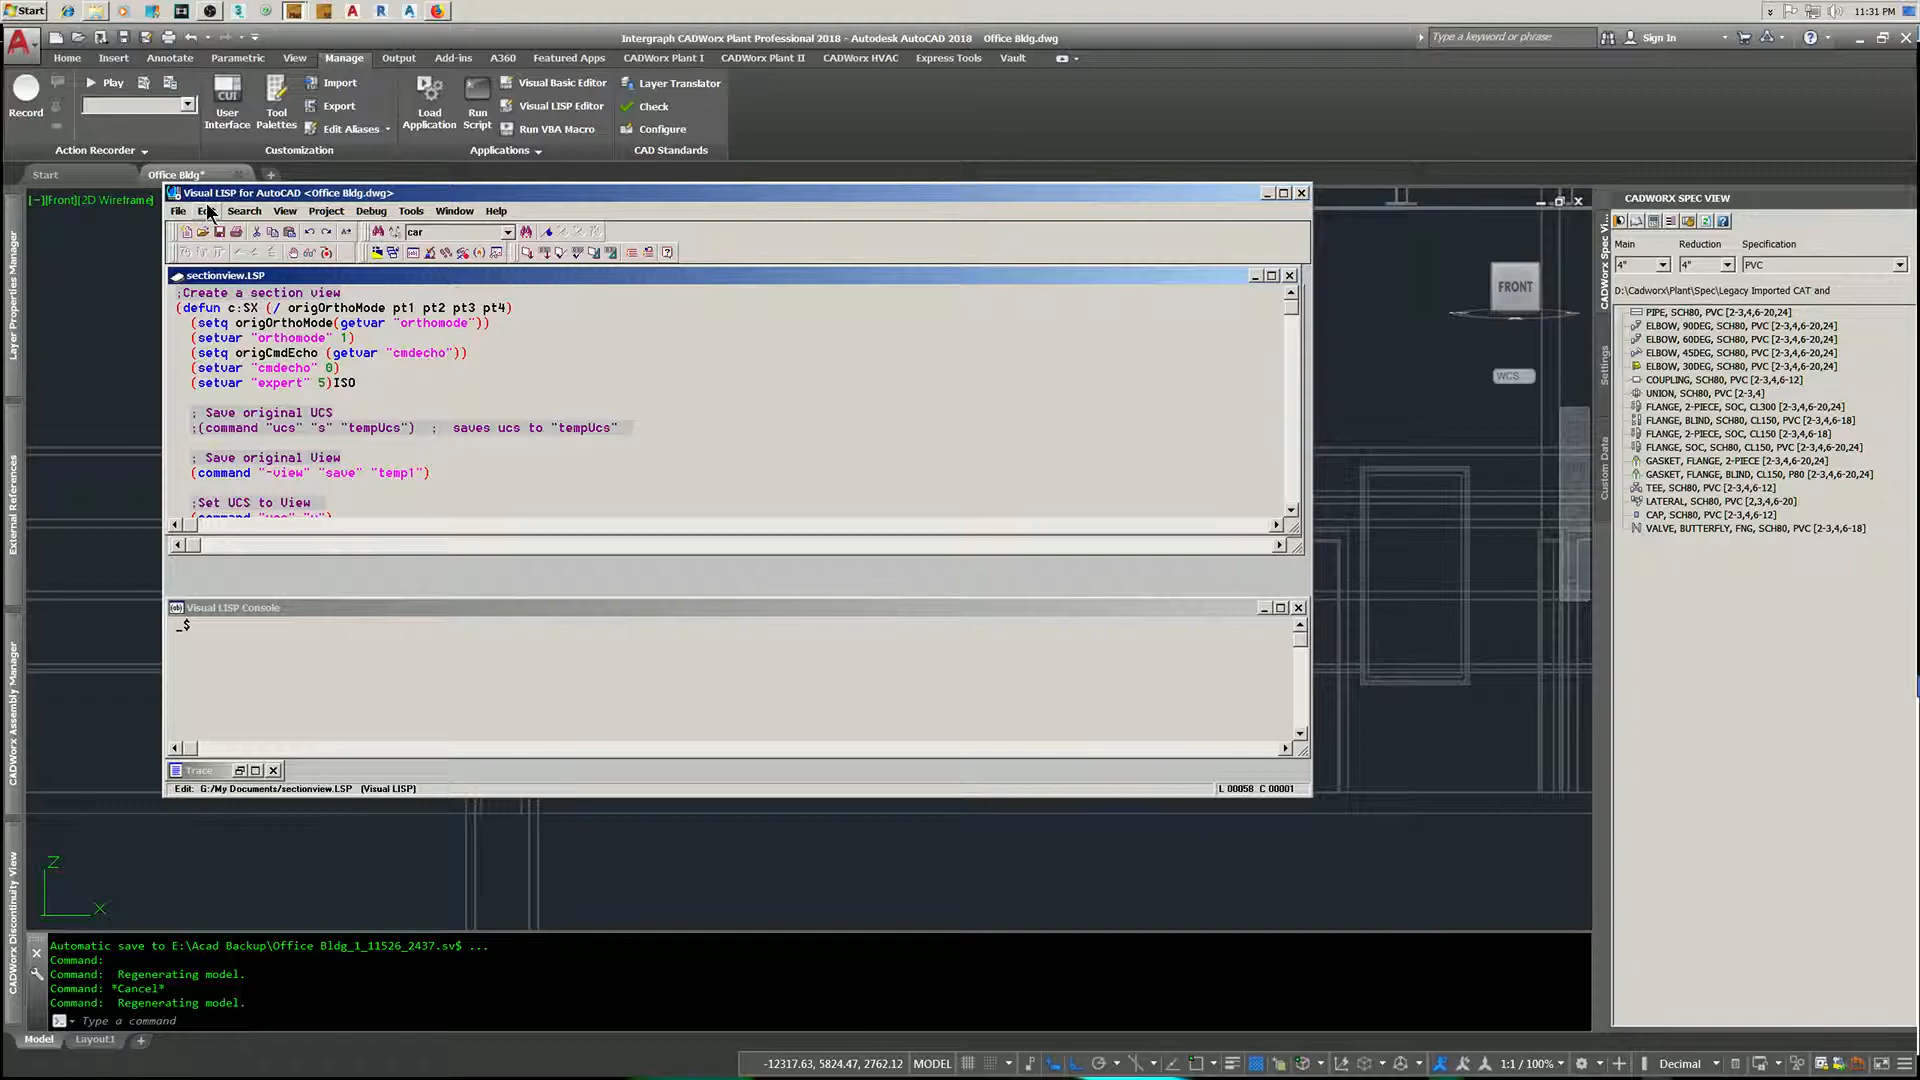 Start
11:31 PM
Intergraph CADWorx Plant Professional 2018 - Autodesk AutoCAD 2018 Office Bldg.dwg
Type a keyword or phrase
Sign In
Home Insert Annotate Parametric View Manage Output Add-ins A360 Featured Apps CADWorx Plant I CADWorx Plant II CADWorx HVAC Express Tools Vault
Record
Play
CUI
User Interface
Tool Palettes
Import
Export
Edit Aliases
Load Application
Run Script
Visual Basic Editor
Visual LISP Editor
Run VBA Macro
Layer Translator
Check
Configure
Action Recorder
Customization
Applications
CAD Standards
Start
Office Bldg*
[−][Front][2D Wireframe]
Visual LISP for AutoCAD <Office Bldg.dwg>
File Search View Project Debug Tools Window Help
car
sectionview.LSP
;Create a section view
(defun c:SX (/ origOrthoMode pt1 pt2 pt3 pt4)
(setq origOrthoMode(getvar "orthomode"))
(setvar "orthomode" 1)
(setq origCmdEcho (getvar "cmdecho"))
(setvar "cmdecho" 0)
(setvar "expert" 5)ISO
; Save original UCS
;(command "ucs" "s" "tempUcs") ; saves ucs to "tempUcs"
; Save original View
(command "-view" "save" "temp1")
;Set UCS to View
Visual LISP Console
_$
Trace
Edit: G:/My Documents/sectionview.LSP (Visual LISP)
L 00058 C 00001
FRONT
WCS
Z
X
Layer Properties Manager
External References
CADWorx Assembly Manager
CADWorx Discontinuity View
CADWorx Spec Vi...
Settings
Custom Data
CADWORX SPEC VIEW
Main Reduction Specification
4" 4" PVC
D:\Cadworx\Plant\Spec\Legacy Imported CAT and
PIPE, SCH80, PVC [2-3,4,6-20,24]
ELBOW, 90DEG, SCH80, PVC [2-3,4,6-20,24]
ELBOW, 60DEG, SCH80, PVC [2-3,4,6-20,24]
ELBOW, 45DEG, SCH80, PVC [2-3,4,6-20,24]
ELBOW, 30DEG, SCH80, PVC [2-3,4,6-20,24]
COUPLING, SCH80, PVC [2-3,4,6-12]
UNION, SCH80, PVC [2-3,4]
FLANGE, 2-PIECE, SOC, CL300 [2-3,4,6-20,24]
FLANGE, BLIND, SCH80, CL150, PVC [2-3,4,6-18]
FLANGE, 2-PIECE, SOC, CL150 [2-3,4,6-18]
FLANGE, SOC, SCH80, CL150, PVC [2-3,4,6-20,24]
GASKET, FLANGE, 2-PIECE [2-3,4,6-20,24]
GASKET, FLANGE, BLIND, CL150, P80 [2-3,4,6-20,24]
TEE, SCH80, PVC [2-3,4,6-12]
LATERAL, SCH80, PVC [2,3,4,6-20]
CAP, SCH80, PVC [2-3,4,6-12]
VALVE, BUTTERFLY, FNG, SCH80, PVC [2-3,4,6-18]
Automatic save to E:\Acad Backup\Office Bldg_1_11526_2437.sv$ ...
Command:
Command: Regenerating model.
Command: *Cancel*
Command: Regenerating model.
Type a command
Model Layout1
-12317.63, 5824.47, 2762.12 MODEL
1:1 / 100%
Decimal